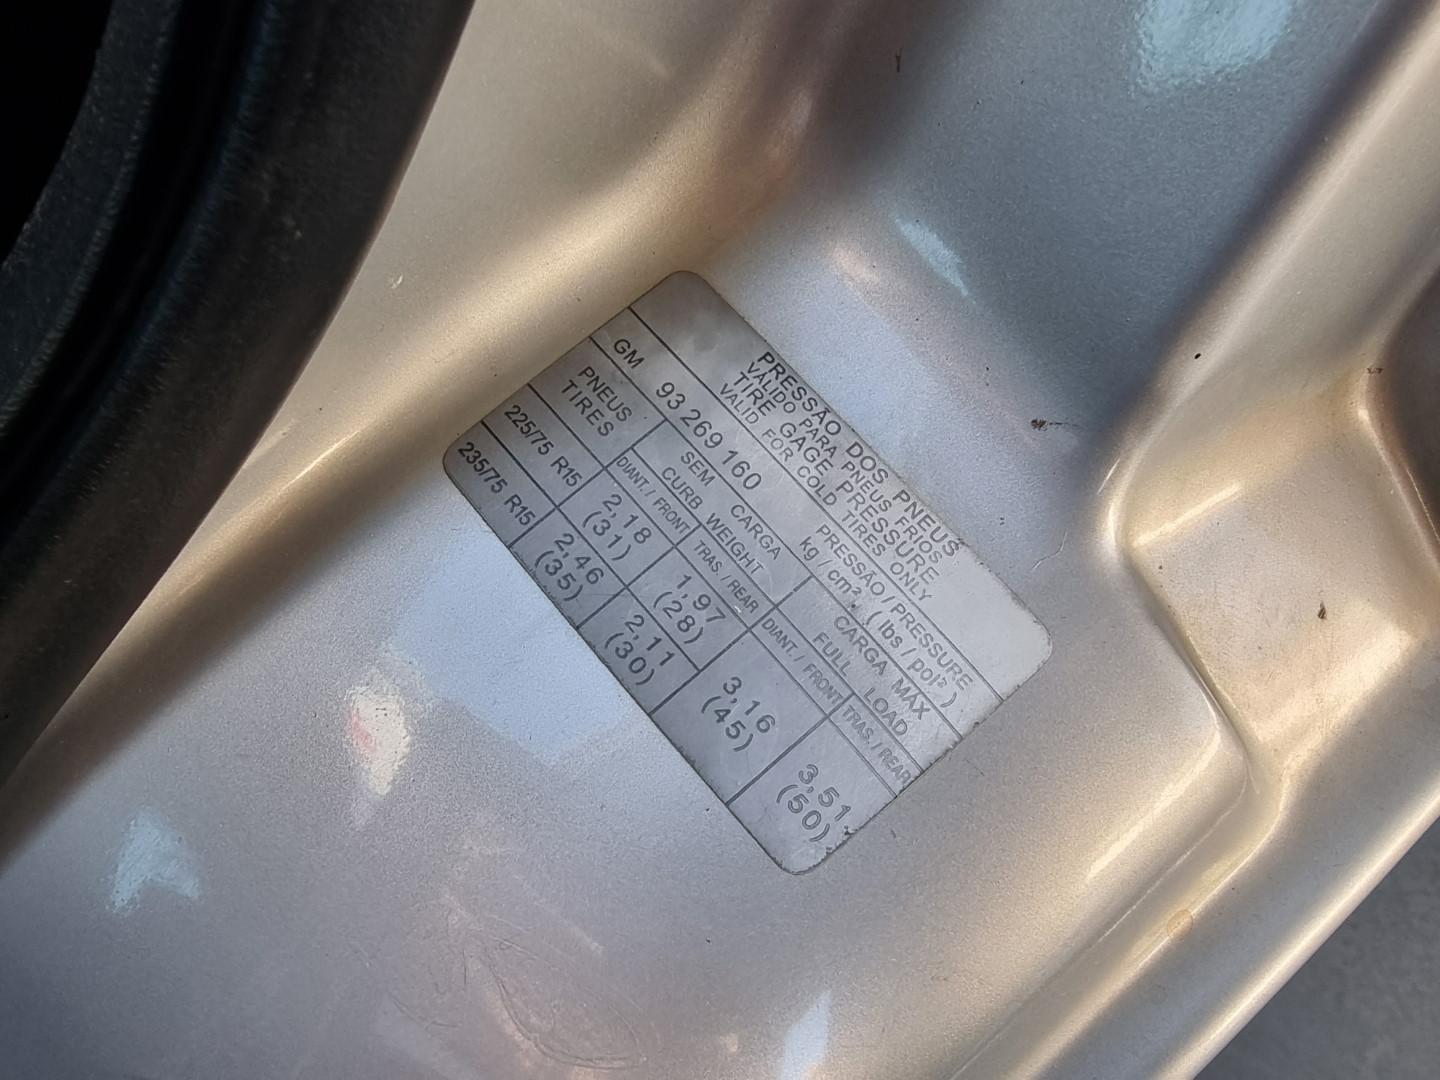 PRESSÃO DOS PNEUS
VÁLIDO PARA PNEUS FRIOS
TIRE GAGE PRESSURE
VALID FOR COLD TIRES ONLY
GM 93 269 160 PRESSÃO / PRESSURE
kg / cm² ( lbs / pol² )
PNEUS
TIRES
SEM CARGA
CURB WEIGHT
CARGA MÁX
FULL LOAD
DIANT. / FRONT TRAS. / REAR DIANT. / FRONT TRAS. / REAR
225/75 R15 2,18 1,97 3,16 3,51
(31) (28) (45) (50)
235/75 R15 2,46 2,11
(35) (30)